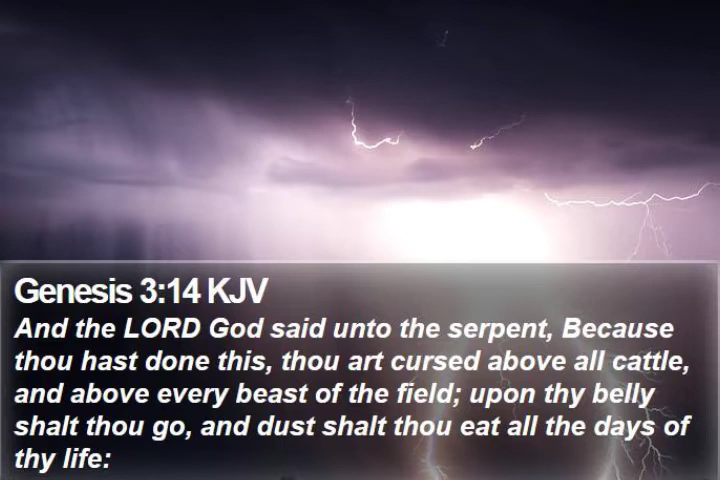 Genesis 3:14 KJV
And the LORD God said unto the serpent, Because
thou hast done this, thou art cursed above all cattle,
and above every beast of the field; upon thy belly
shalt thou go, and dust shalt thou eat all the days of
thy life: